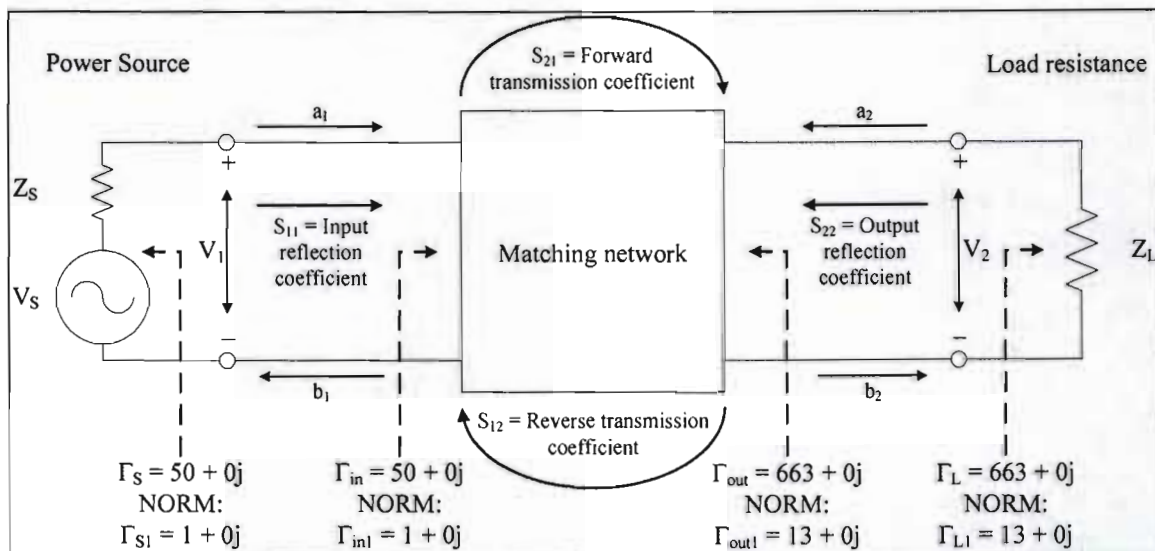 Power Source
S21 = Forward
transmission coefficient
Load resistance
a1
a2
+
+
ZS
S11 = Input
reflection
coefficient
V1
VS
Matching network
S22 = Output
reflection
coefficient
V2
ZL
−
−
b1
b2
S12 = Reverse transmission
coefficient
ΓS = 50 + 0j
NORM:
ΓS1 = 1 + 0j
Γin = 50 + 0j
NORM:
Γin1 = 1 + 0j
Γout = 663 + 0j
NORM:
Γout1 = 13 + 0j
ΓL = 663 + 0j
NORM:
ΓL1 = 13 + 0j